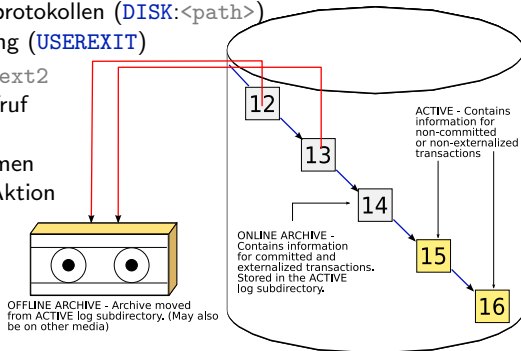 protokollen (DISK:<path>)
ng (USEREXIT)
ext2
ruf
men
Aktion
12
13
14
15
16
ACTIVE - Contains
information for
non-committed
or non-externalized
transactions
ONLINE ARCHIVE -
Contains information
for committed and
externalized transactions.
Stored in the ACTIVE
log subdirectory.
OFFLINE ARCHIVE - Archive moved
from ACTIVE log subdirectory. (May also
be on other media)